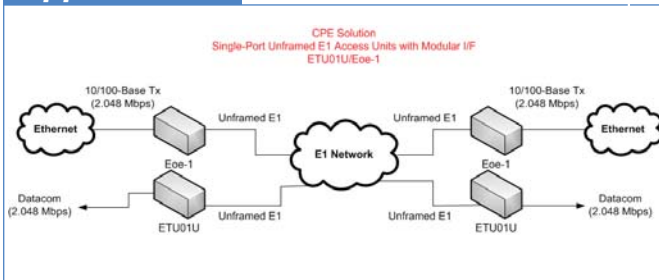 CPE Solution
Single-Port Unframed E1 Access Units with Modular I/F
ETU01U/Eoe-1
10/100-Base Tx
(2.048 Mbps)
10/100-Base Tx
(2.048 Mbps)
Ethernet
Unframed E1
Unframed E1
Ethernet
E1 Network
Eoe-1
Eoe-1
Datacom
(2.048 Mbps)
Datacom
(2.048 Mbps)
Unframed E1
Unframed E1
ETU01U
ETU01U